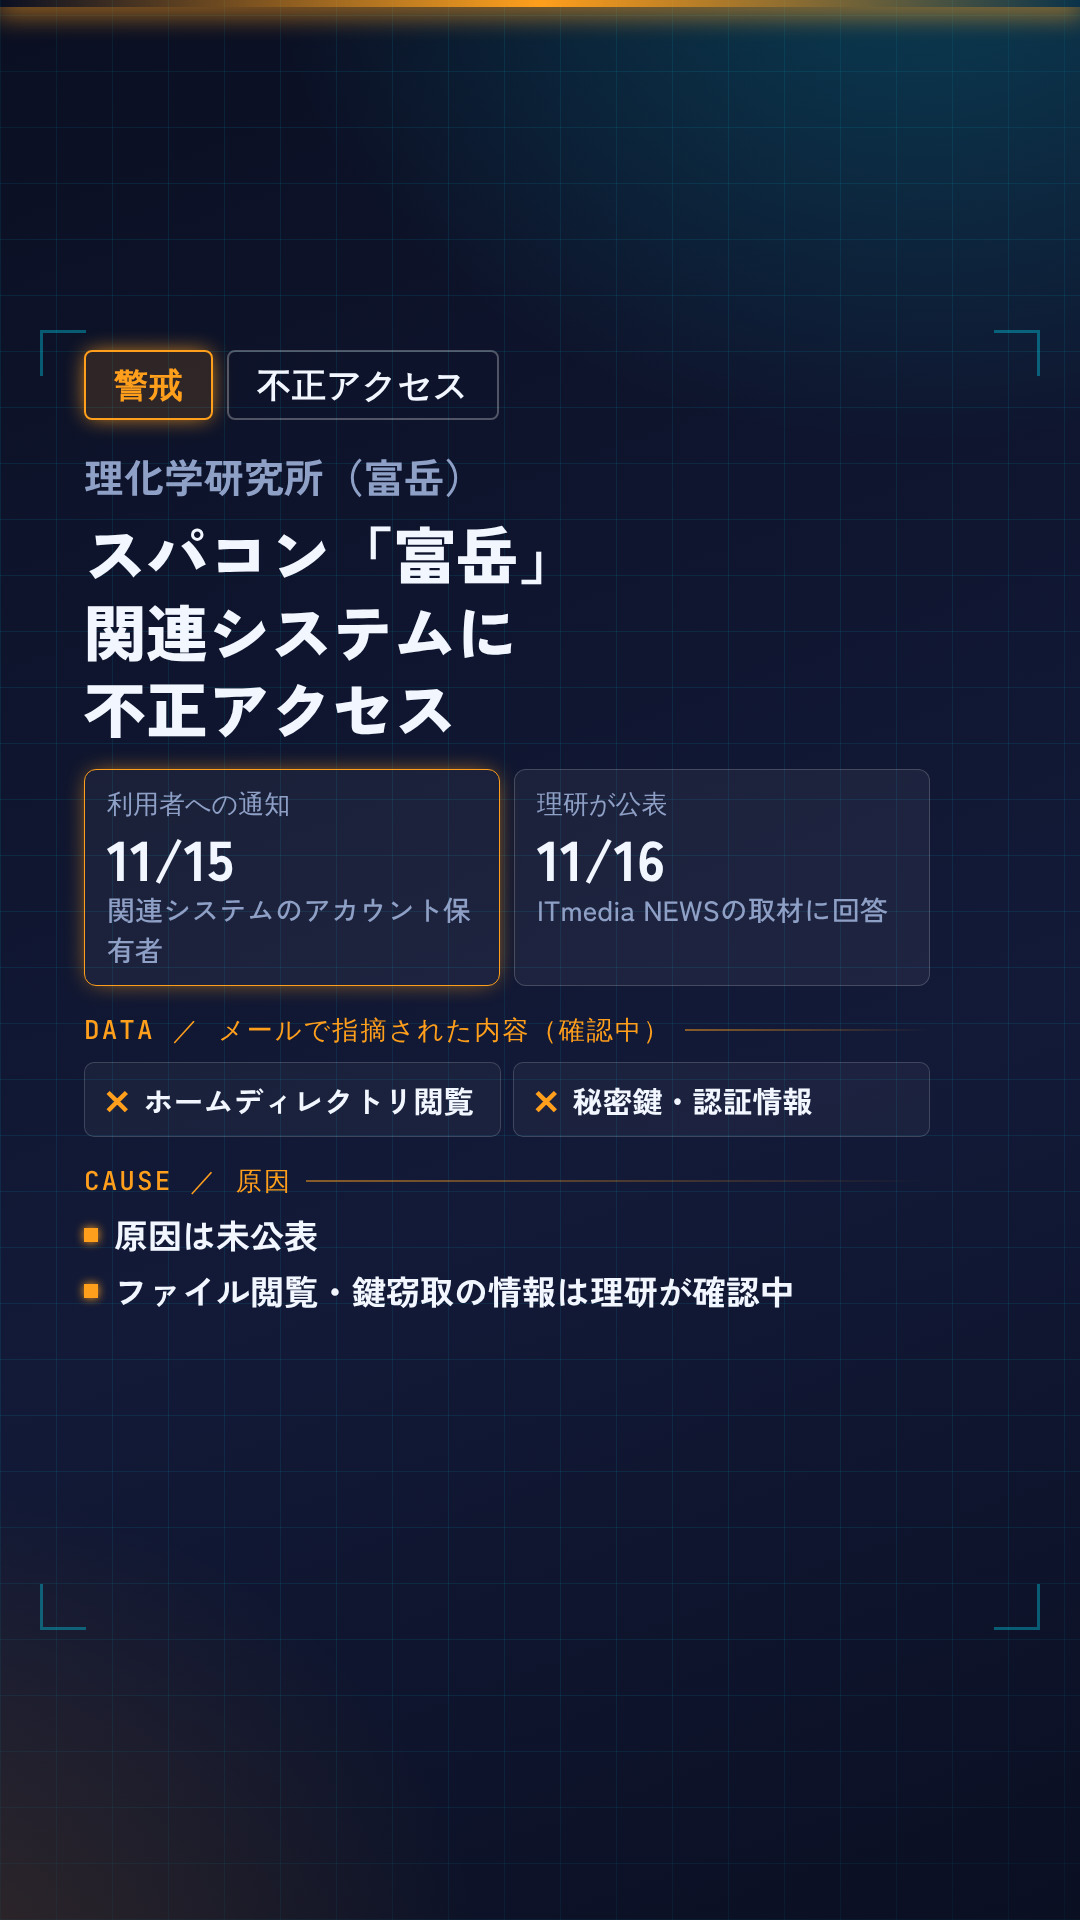 警戒
不正アクセス
理化学研究所（富岳）
スパコン「富岳」
関連システムに
不正アクセス
利用者への通知
11/15
関連システムのアカウント保
有者
理研が公表
11/16
ITmedia NEWSの取材に回答
DATA ／ メールで指摘された内容（確認中）
✕ ホームディレクトリ閲覧
✕ 秘密鍵・認証情報
CAUSE ／ 原因
原因は未公表
ファイル閲覧・鍵窃取の情報は理研が確認中